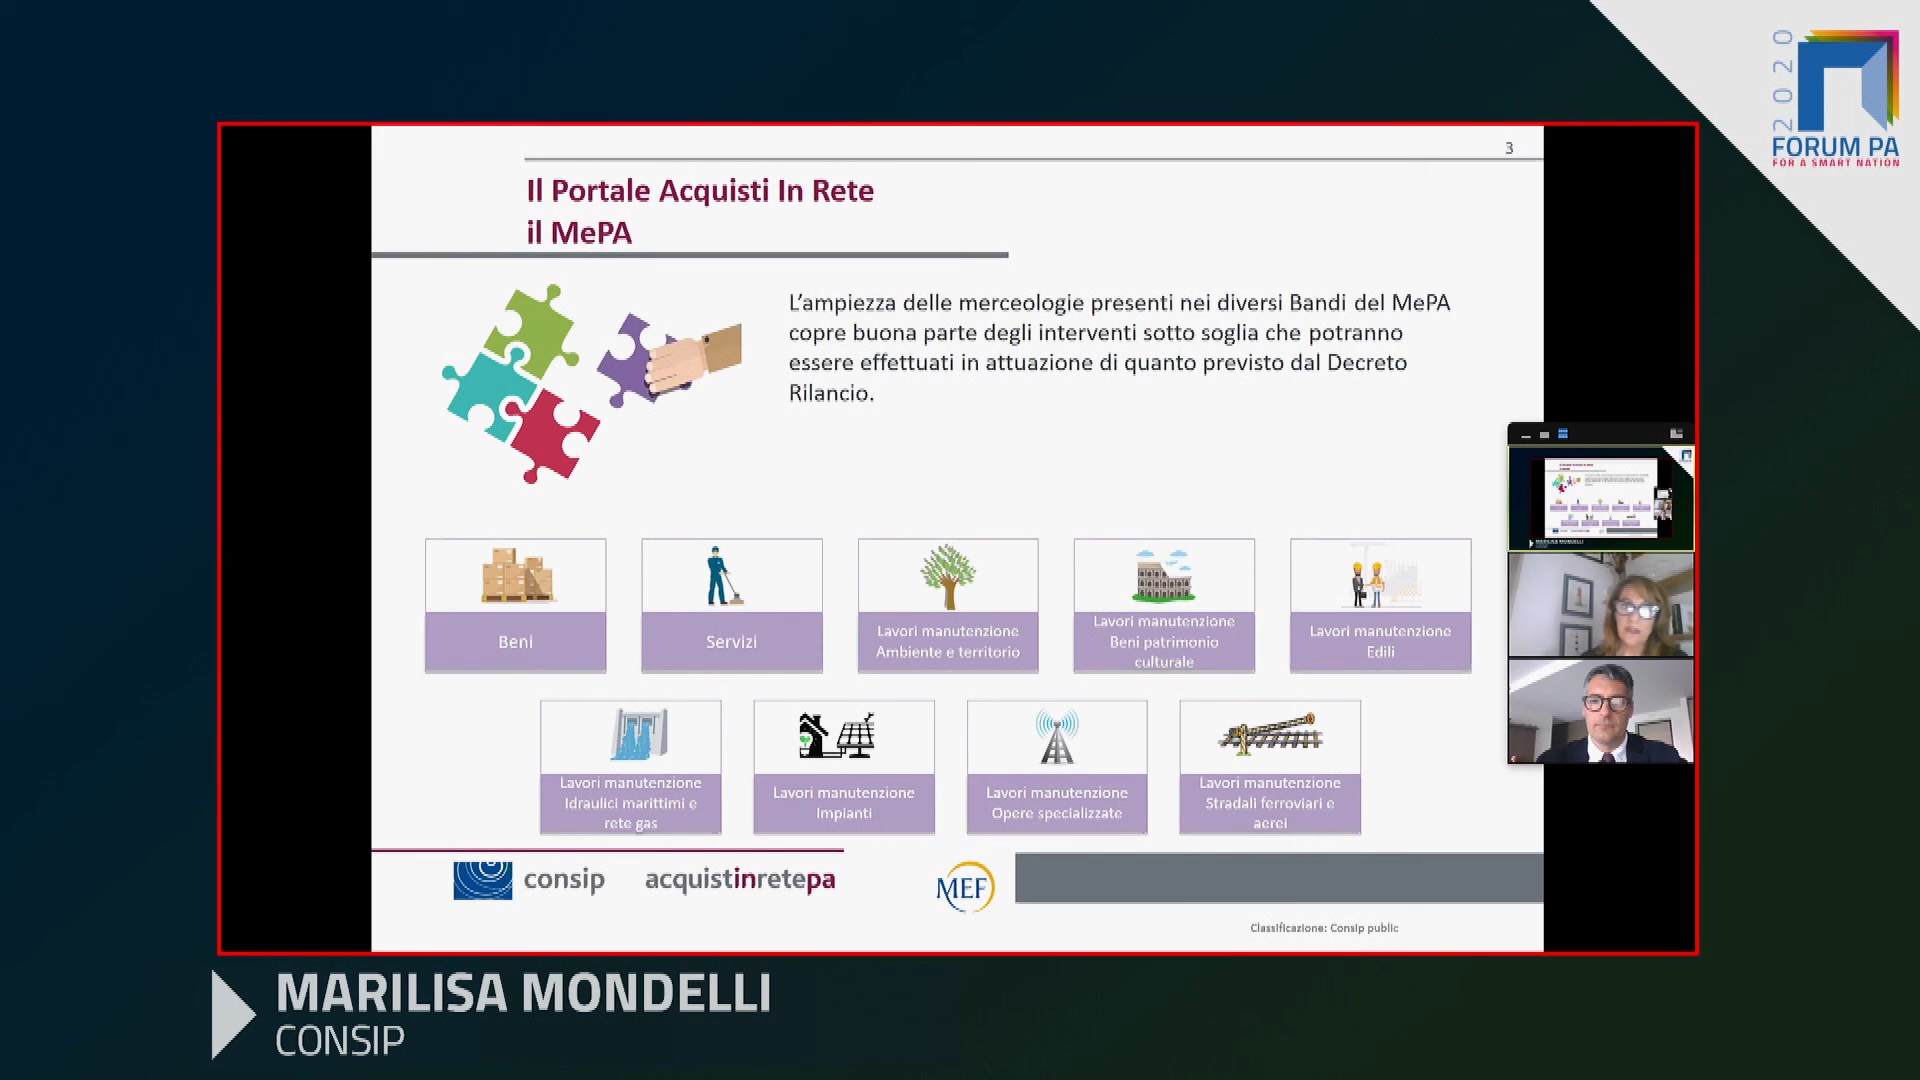 2020
FORUM PA
FOR A SMART NATION
3
Il Portale Acquisti In Rete
il MePA
L'ampiezza delle merceologie presenti nei diversi Bandi del MePA
copre buona parte degli interventi sotto soglia che potranno
essere effettuati in attuazione di quanto previsto dal Decreto
Rilancio.
Beni
Servizi
Lavori manutenzione
Ambiente e territorio
Lavori manutenzione
Beni patrimonio
culturale
Lavori manutenzione
Edili
Lavori manutenzione
Idraulici marittimi e
rete gas
Lavori manutenzione
Impianti
Lavori manutenzione
Opere specializzate
Lavori manutenzione
Stradali ferroviari e
aerei
consip
acquistinretepa
MEF
Classificazione: Consip public
MARILISA MONDELLI
CONSIP